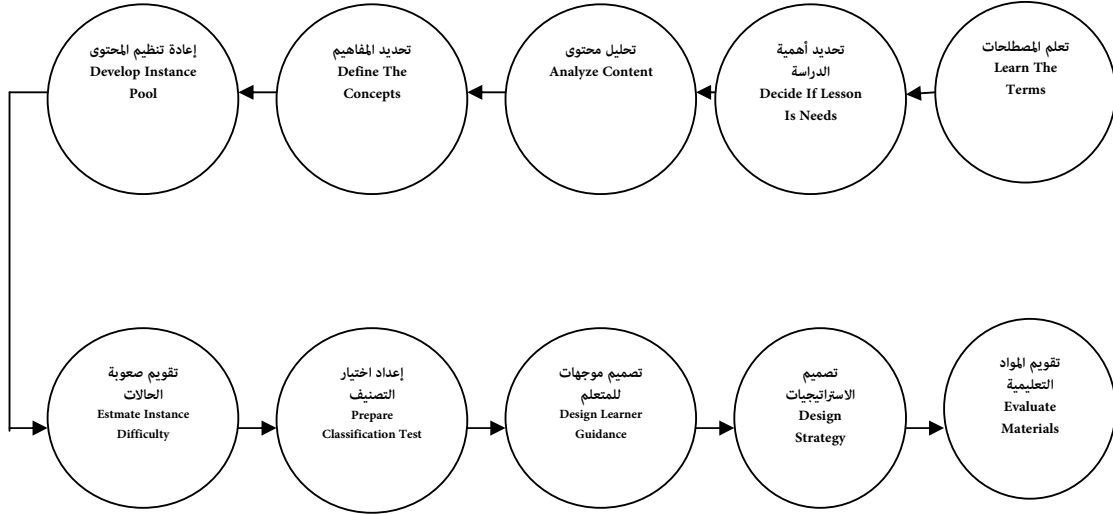 تعلم المصطلحات
Learn The
Terms
تحديد أهمية
الدراسة
Decide If Lesson
Is Needs
تحليل محتوى
Analyze Content
تحديد المفاهيم
Define The
Concepts
إعادة تنظيم المحتوى
Develop Instance
Pool
تقويم صعوبة
الحالات
Estmate Instance
Difficulty
إعداد اختيار
التصنيف
Prepare
Classification Test
تصميم موجهات
للمتعلم
Design Learner
Guidance
تصميم
الاستراتيجيات
Design
Strategy
تقويم المواد
التعليمية
Evaluate
Materials